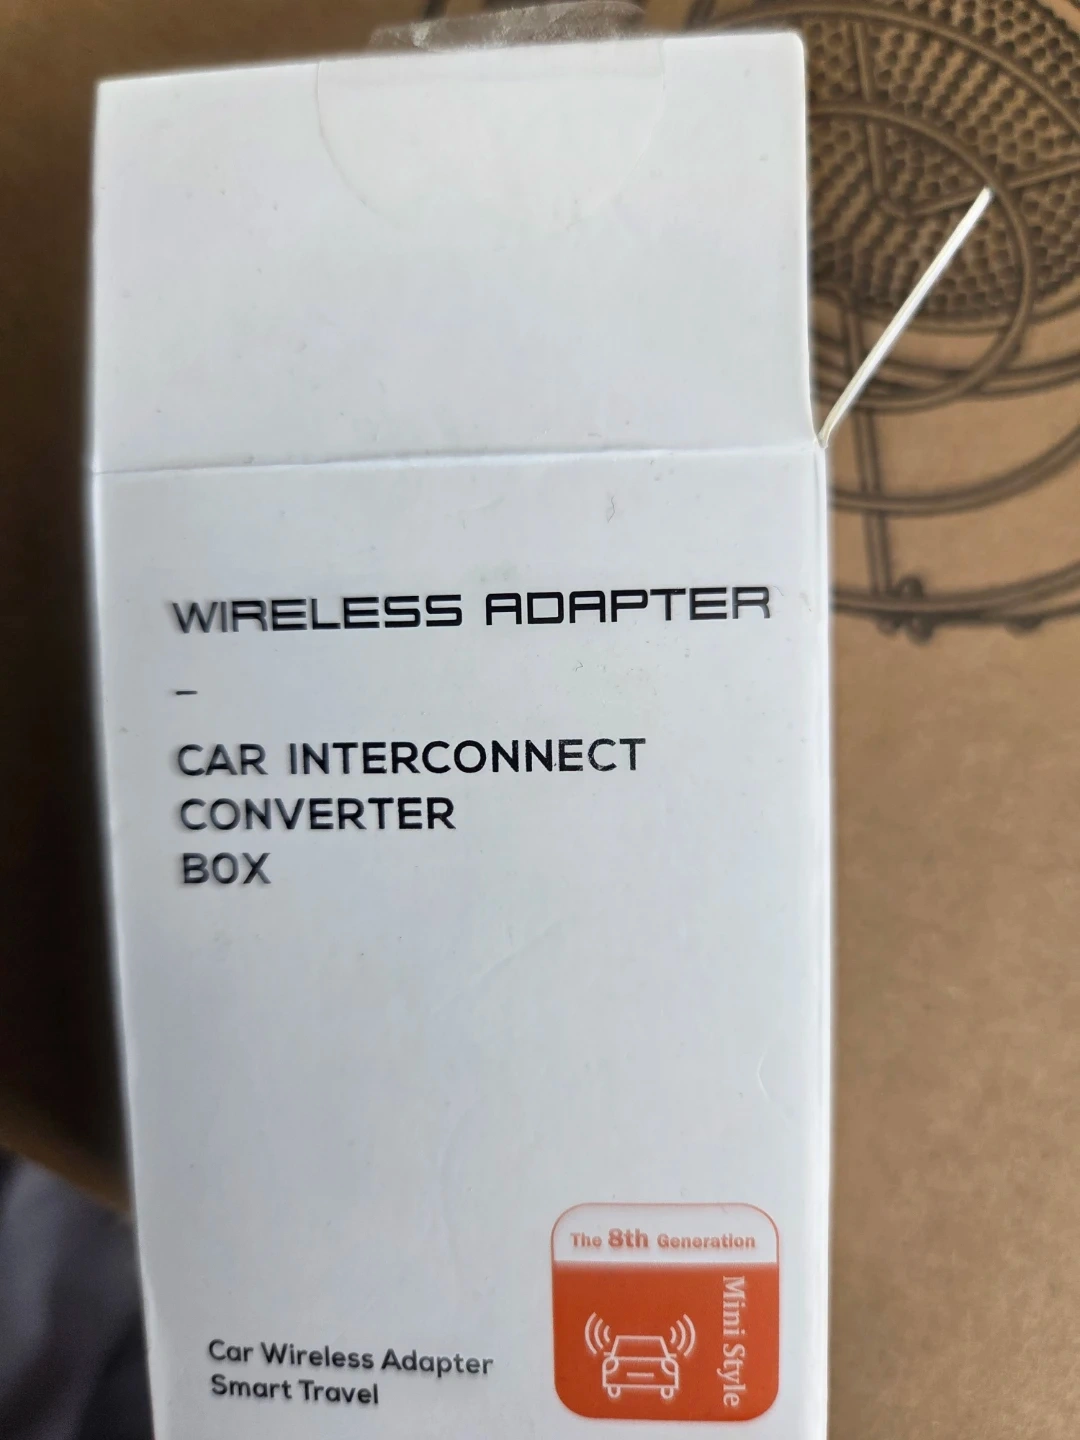 WIRELESS ADAPTER
–
CAR INTERCONNECT
CONVERTER
BOX
The 8th Generation
Mini Style
Car Wireless Adapter
Smart Travel